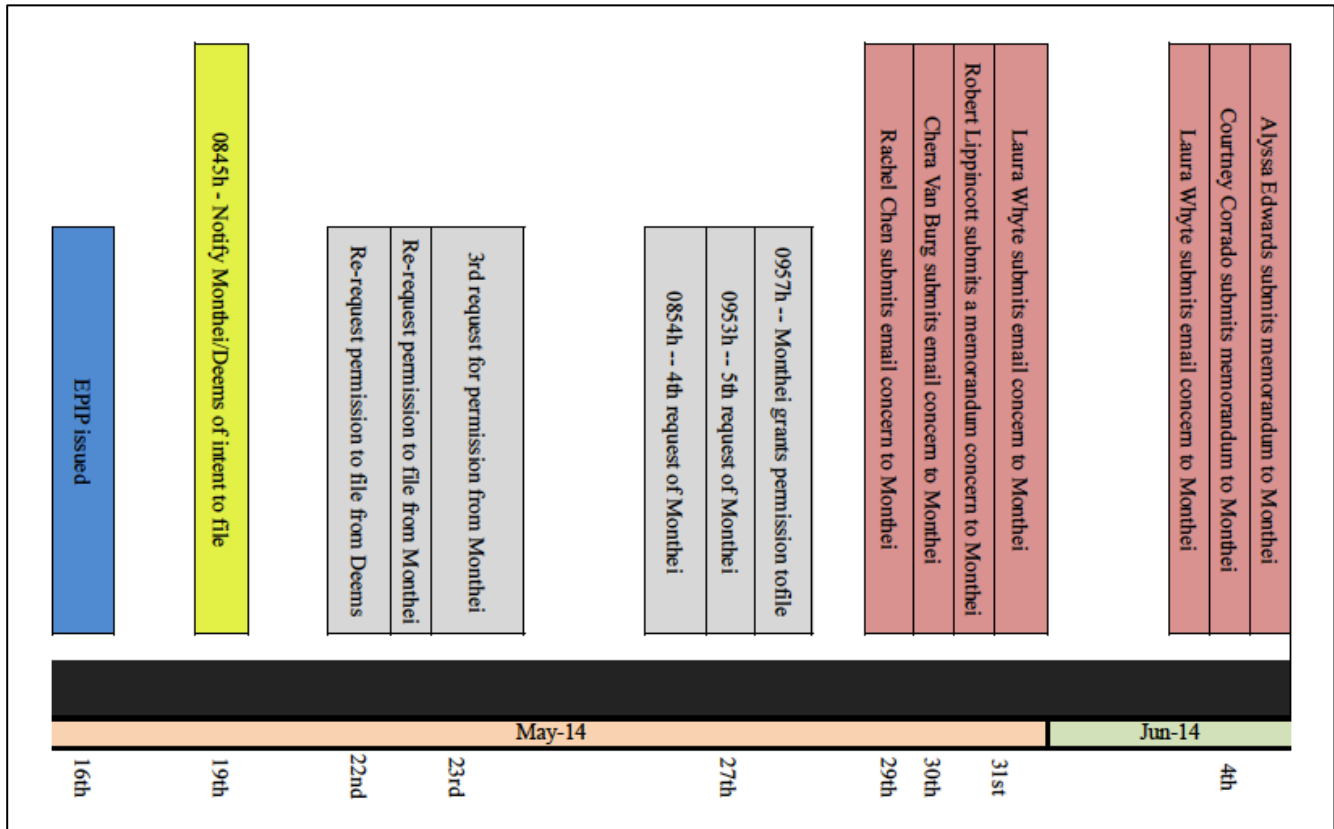 EPIP issued
0845h - Notify Monthei/Deems of intent to file
Re-request permission to file from Deems
Re-request permission to file from Monthei
3rd request for permission from Monthei
0854h -- 4th request of Monthei
0953h -- 5th request of Monthei
0957h -- Monthei grants permission tofile
Rachel Chen submits email concern to Monthei
Chera Van Burg submits email concern to Monthei
Robert Lippincott submits a memorandum concern to Monthei
Laura Whyte submits email concern to Monthei
Laura Whyte submits email concern to Monthei
Courtney Corrado submits memorandum to Monthei
Alyssa Edwards submits memorandum to Monthei
May-14
Jun-14
16th
19th
22nd
23rd
27th
29th
30th
31st
4th